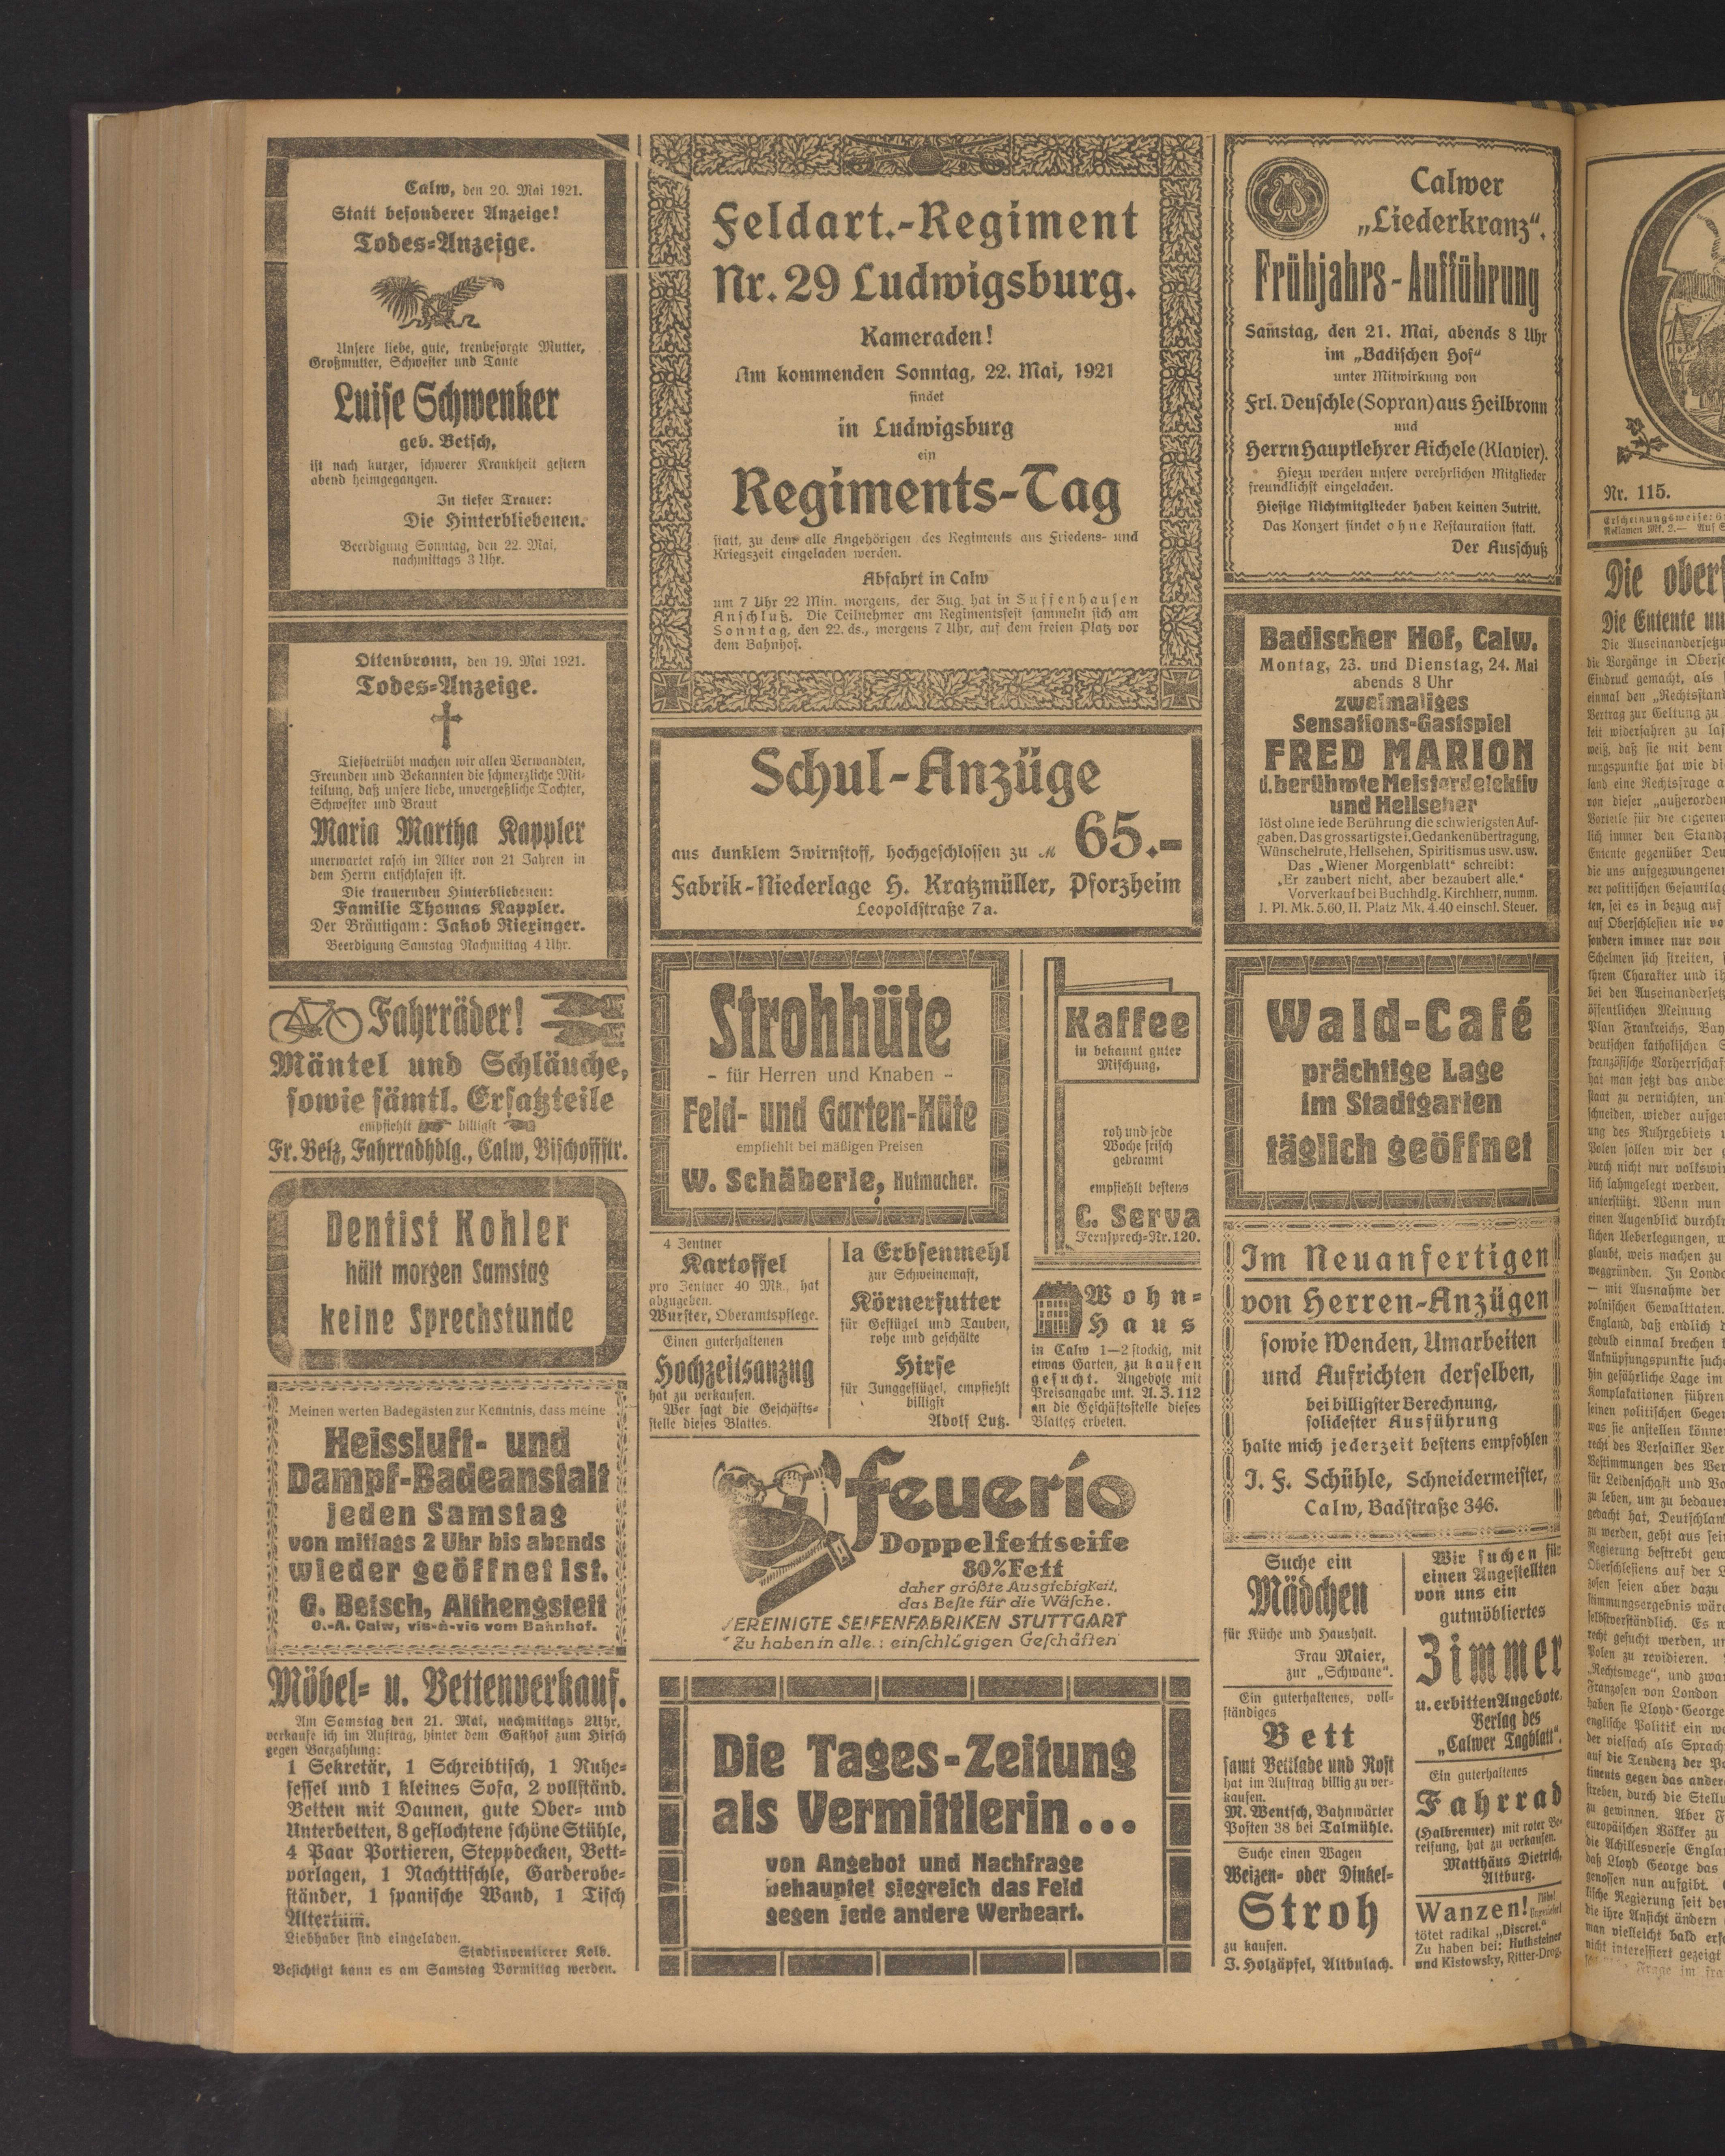 Calw, den 20. Mai 1921.
Statt besonderer Anzeige!
Todes-Anzeige.
Unsere liebe, gute, treubesorgte Mutter,
Großmutter, Schwester und Tante
Luise Schwenker
geb. Betsch,
ist nach kurzer, schwerer Krankheit gestern
abend heimgegangen.
In tiefer Trauer:
Die Hinterbliebenen.
Beerdigung Sonntag, den 22. Mai,
nachmittags 3 Uhr.
Ottenbronn, den 19. Mai 1921.
Todes-Anzeige.
Tiefbetrübt machen wir allen Verwandten,
Freunden und Bekannten die schmerzliche Mit-
teilung, daß unsere liebe, unvergeßliche Tochter,
Schwester und Braut
Maria Martha Kappler
unerwartet rasch im Alter von 21 Jahren in
dem Herrn entschlafen ist.
Die trauernden Hinterbliebenen:
Familie Thomas Kappler.
Der Bräutigam: Jakob Riexinger.
Beerdigung Samstag Nachmittag 4 Uhr.
Fahrräder!
Mäntel und Schläuche,
sowie sämtl. Ersatzteile
empfiehlt billigst
Fr. Belz, Fahrradhdlg., Calw, Bischoffstr.
Dentist Kohler
hält morgen Samstag
keine Sprechstunde
Meinen werten Badegästen zur Kenntnis, dass meine
Heissluft- und
Dampf-Badeanstalt
jeden Samstag
von mittags 2 Uhr bis abends
wieder geöffnet ist.
G. Betsch, Althengstett
O.-A. Calw, vis-à-vis vom Bahnhof.
Möbel- u. Bettenverkauf.
Am Samstag den 21. Mai, nachmittags 2Uhr,
verkaufe ich im Auftrag, hinter dem Gasthof zum Hirsch
gegen Barzahlung:
1 Sekretär, 1 Schreibtisch, 1 Ruhe-
sessel und 1 kleines Sofa, 2 vollständ.
Betten mit Daunen, gute Ober- und
Unterbetten, 8 geflochtene schöne Stühle,
4 Paar Portieren, Steppdecken, Bett-
vorlagen, 1 Nachttischle, Garderobe-
ständer, 1 spanische Wand, 1 Tisch
Altertum.
Liebhaber sind eingeladen.
Stadtinventierer Kolb.
Besichtigt kann es am Samstag Vormittag werden.
Feldart.-Regiment
Nr. 29 Ludwigsburg.
Kameraden!
Am kommenden Sonntag, 22. Mai, 1921
findet
in Ludwigsburg
ein
Regiments-Tag
statt, zu dem alle Angehörigen des Regiments aus Friedens- und
Kriegszeit eingeladen werden.
Abfahrt in Calw
um 7 Uhr 22 Min. morgens, der Zug hat in Zuffenhausen
Anschluß. Die Teilnehmer am Regimentsfest sammeln sich am
Sonntag, den 22. ds., morgens 7 Uhr, auf dem freien Platz vor
dem Bahnhof.
Schul-Anzüge
aus dunklem Zwirnstoff, hochgeschlossen zu M 65.-
Fabrik-Niederlage H. Kratzmüller, Pforzheim
Leopoldstraße 7a.
Strohhüte
- für Herren und Knaben -
Feld- und Garten-Hüte
empfiehlt bei mäßigen Preisen
W. Schäberle, Hutmacher.
Kaffee
in bekannt guter
Mischung,
roh und jede
Woche frisch
gebrannt
empfiehlt bestens
C. Serva
Fernsprech-Nr. 120.
4 Zentner
Kartoffel
pro Zentner 40 Mk., hat
abzugeben.
Wurster, Oberamtspflege.
Einen guterhaltenen
Hochzeitsanzug
hat zu verkaufen.
Wer sagt die Geschäfts-
stelle dieses Blattes.
Ia Erbsenmehl
zur Schweinemast,
Körnerfutter
für Geflügel und Tauben,
rohe und geschälte
Hirse
für Junggeflügel, empfiehlt
billigst
Adolf Lutz.
Wohn-
Haus
in Calw 1—2 stockig, mit
etwas Garten, zu kaufen
gesucht. Angebote mit
Preisangabe unt. A. Z. 112
an die Geschäftsstelle dieses
Blattes erbeten.
feuerio
Doppelfettseife
80% Fett
daher größte Ausgiebigkeit,
das Beste für die Wäsche.
VEREINIGTE SEIFENFABRIKEN STUTTGART
Zu haben in alle.: einschlägigen Geschäften
Die Tages-Zeitung
als Vermittlerin...
von Angebot und Nachfrage
behauptet siegreich das Feld
gegen jede andere Werbeart.
Calwer
„Liederkranz“.
Frühjahrs-Aufführung
Samstag, den 21. Mai, abends 8 Uhr
im „Badischen Hof“
unter Mitwirkung von
Frl. Deuschle (Sopran) aus Heilbronn
und
Herrn Hauptlehrer Aichele (Klavier).
Hiezu werden unsere verehrlichen Mitglieder
freundlichst eingeladen.
Hiesige Nichtmitglieder haben keinen Zutritt.
Das Konzert findet ohne Restauration statt.
Der Ausschuß
Badischer Hof, Calw.
Montag, 23. und Dienstag, 24. Mai
abends 8 Uhr
zweimaliges
Sensations-Gastspiel
FRED MARION
d. berühmte Meisterdetektiv
und Hellseher
löst ohne jede Berührung die schwierigsten Auf-
gaben. Das grossartigste i. Gedankenübertragung,
Wünschelrute, Hellsehen, Spiritismus usw. usw.
Das „Wiener Morgenblatt“ schreibt:
„Er zaubert nicht, aber bezaubert alle.“
Vorverkauf bei Buchhdlg. Kirchherr, numm.
I. Pl. Mk. 5.60, II. Platz Mk. 4.40 einschl. Steuer.
Wald-Café
prächtige Lage
im Stadtgarten
täglich geöffnet
Im Neuanfertigen
von Herren-Anzügen
sowie Wenden, Umarbeiten
und Aufrichten derselben,
bei billigster Berechnung,
solidester Ausführung
halte mich jederzeit bestens empfohlen
J. F. Schühle, Schneidermeister,
Calw, Badstraße 346.
Suche ein
Mädchen
für Küche und Haushalt.
Frau Maier,
zur „Schwane“.
Ein guterhaltenes, voll-
ständiges
Bett
samt Bettlade und Rost
hat im Auftrag billig zu ver-
kaufen.
M. Wentsch, Bahnwärter
Posten 38 bei Talmühle.
Suche einen Wagen
Weizen- oder Dinkel-
Stroh
zu kaufen.
J. Holzäpfel, Altbulach.
Wir suchen für
einen Angestellten
von uns ein
gutmöbliertes
Zimmer
u. erbitten Angebote.
Verlag des
„Calwer Tagblatt“.
Ein guterhaltenes
Fahrrad
(Halbrenner) mit roter Be-
reifung, hat zu verkaufen.
Matthäus Dietrich,
Altburg.
Wanzen!
tötet radikal „Discret.“
Zu haben bei: Huthsteiner
und Kistowsky, Ritter-Drog.
Nr. 115.
Die ober
Die Entente un
Die Auseinandersetzu
die Vorgänge in Obersc
Eindruck gemacht, als
einmal den „Rechtsstand
Vertrag zur Geltung zu